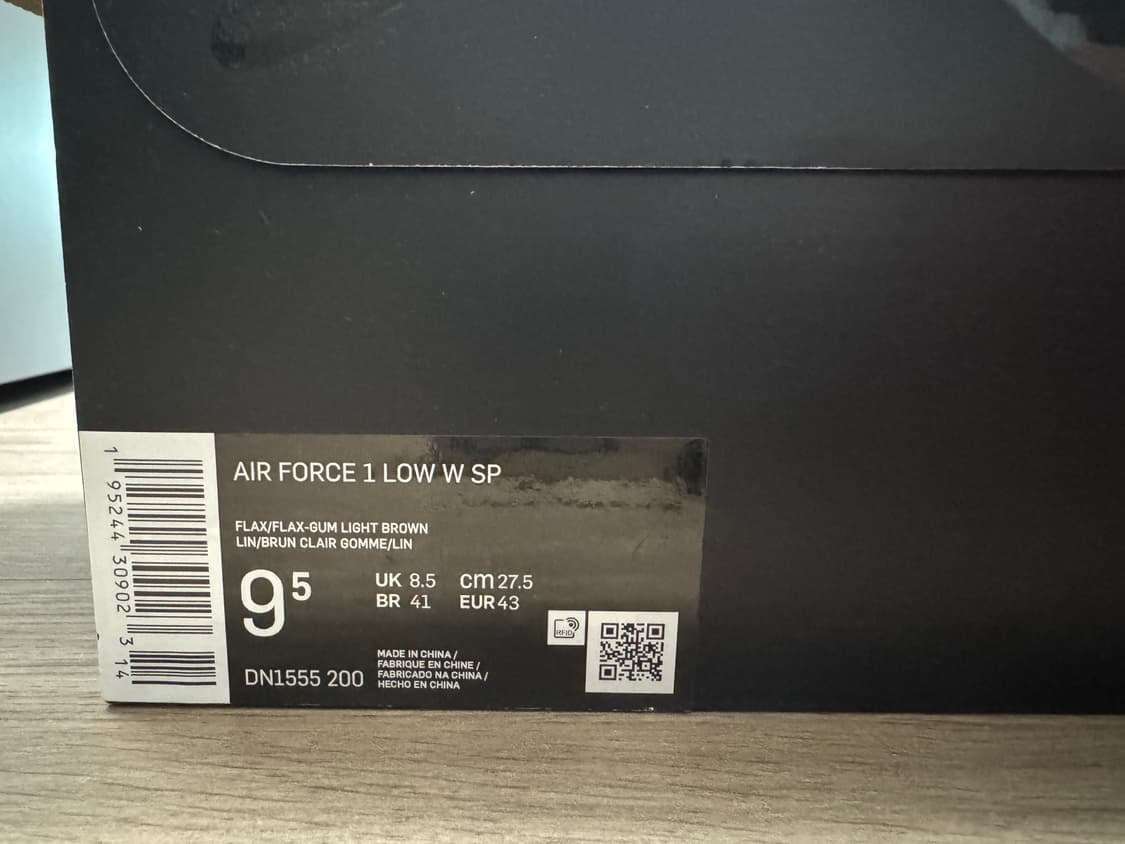 AIR FORCE 1 LOW W SP
FLAX/FLAX-GUM LIGHT BROWN
LIN/BRUN CLAIR GOMME/LIN
9⁵
UK 8.5 cm 27.5
BR 41 EUR 43
RFID
DN1555 200
MADE IN CHINA /
FABRIQUE EN CHINE /
FABRICADO NA CHINA /
HECHO EN CHINA
1 95244 30902 3 14